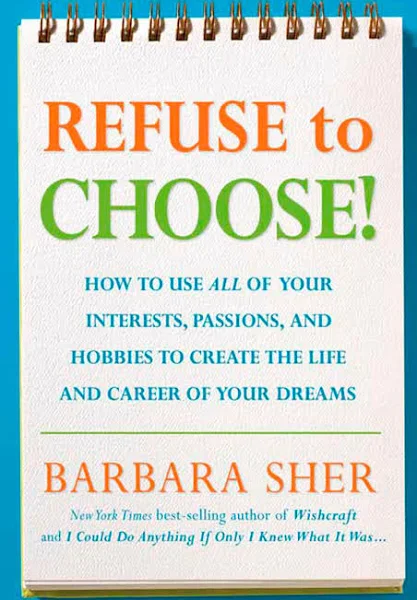 REFUSE to
CHOOSE!
HOW TO USE ALL OF YOUR
INTERESTS, PASSIONS, AND
HOBBIES TO CREATE THE LIFE
AND CAREER OF YOUR DREAMS
BARBARA SHER
New York Times best-selling author of Wishcraft
and I Could Do Anything If Only I Knew What It Was...